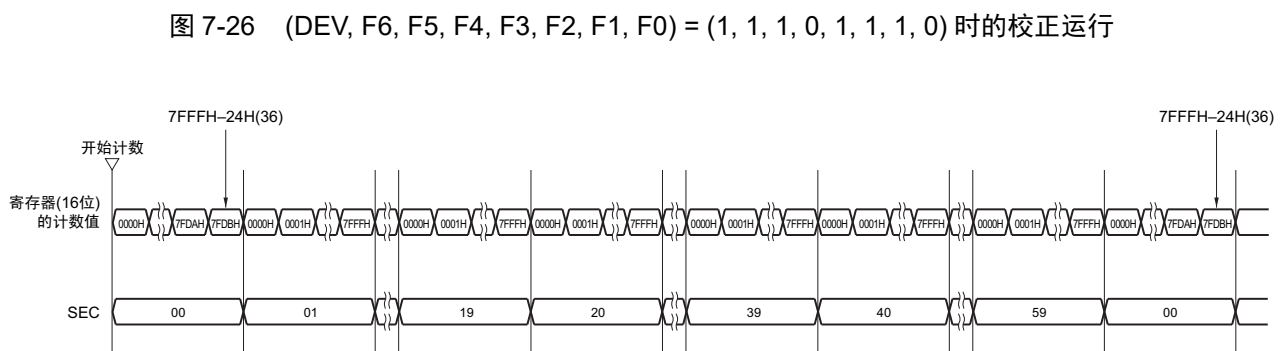 图 7-26 (DEV, F6, F5, F4, F3, F2, F1, F0) = (1, 1, 1, 0, 1, 1, 1, 0) 时的校正运行
7FFFH–24H(36) 7FFFH–24H(36)
开始计数
寄存器(16位)
的计数值
0000H 7FDAH 7FDBH 0000H 0001H 7FFFH 0000H 0001H 7FFFH 0000H 0001H 7FFFH 0000H 0001H 7FFFH 0000H 0001H 7FFFH 0000H 0001H 7FFFH 0000H 7FDAH 7FDBH
SEC 00 01 19 20 39 40 59 00